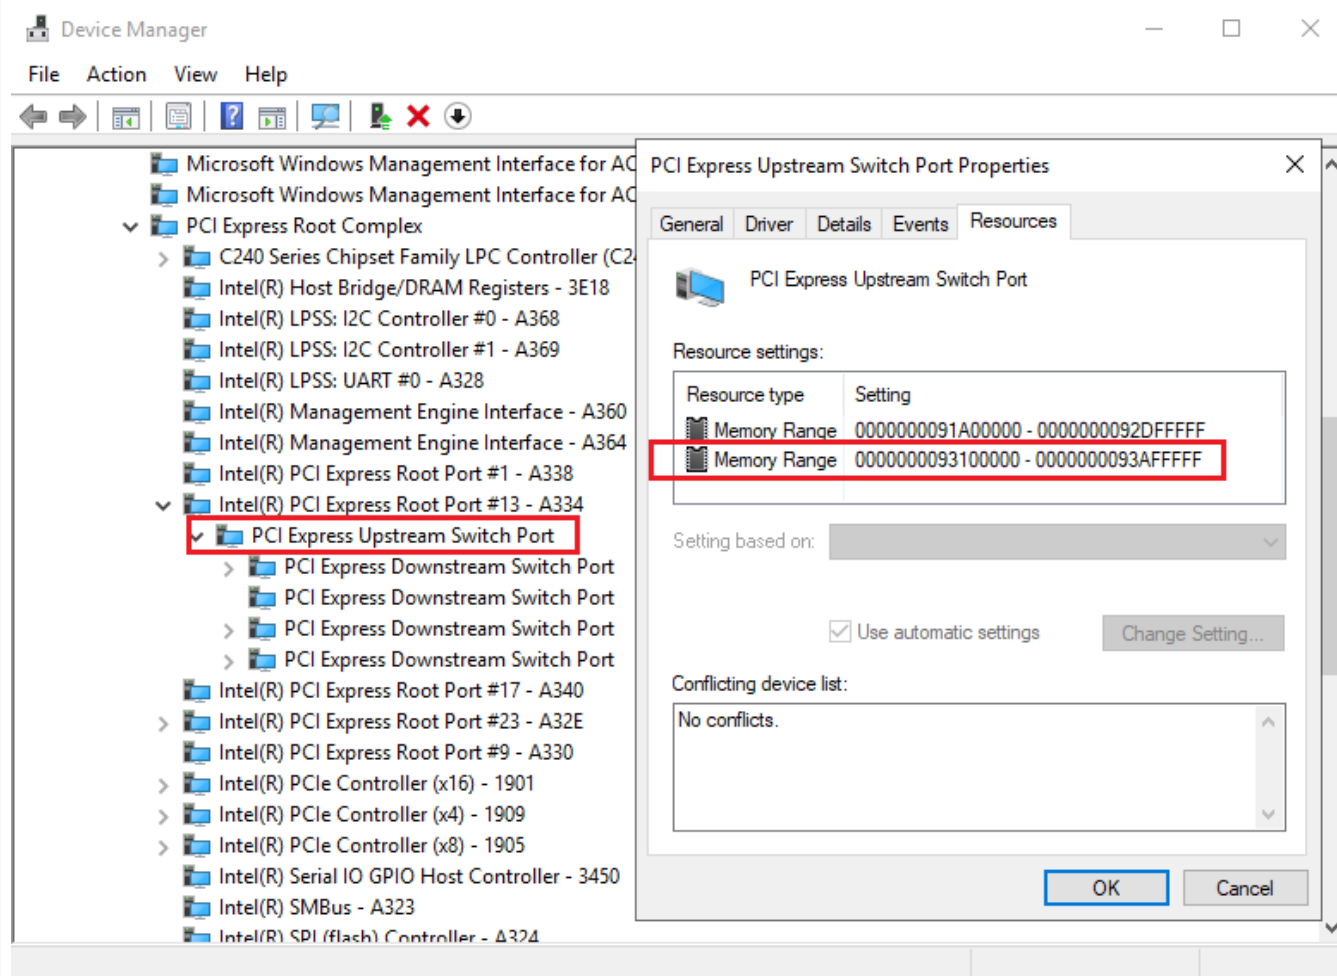 Device Manager
File Action View Help
Microsoft Windows Management Interface for AC
Microsoft Windows Management Interface for AC
PCI Express Root Complex
C240 Series Chipset Family LPC Controller (C24
Intel(R) Host Bridge/DRAM Registers - 3E18
Intel(R) LPSS: I2C Controller #0 - A368
Intel(R) LPSS: I2C Controller #1 - A369
Intel(R) LPSS: UART #0 - A328
Intel(R) Management Engine Interface - A360
Intel(R) Management Engine Interface - A364
Intel(R) PCI Express Root Port #1 - A338
Intel(R) PCI Express Root Port #13 - A334
PCI Express Upstream Switch Port
PCI Express Downstream Switch Port
PCI Express Downstream Switch Port
PCI Express Downstream Switch Port
PCI Express Downstream Switch Port
Intel(R) PCI Express Root Port #17 - A340
Intel(R) PCI Express Root Port #23 - A32E
Intel(R) PCI Express Root Port #9 - A330
Intel(R) PCIe Controller (x16) - 1901
Intel(R) PCIe Controller (x4) - 1909
Intel(R) PCIe Controller (x8) - 1905
Intel(R) Serial IO GPIO Host Controller - 3450
Intel(R) SMBus - A323
Intel(R) SPI (flash) Controller - A324
PCI Express Upstream Switch Port Properties
General Driver Details Events Resources
PCI Express Upstream Switch Port
Resource settings:
Resource type Setting
Memory Range 0000000091A00000 - 0000000092DFFFFF
Memory Range 0000000093100000 - 0000000093AFFFFF
Setting based on:
Use automatic settings Change Setting...
Conflicting device list:
No conflicts.
OK Cancel